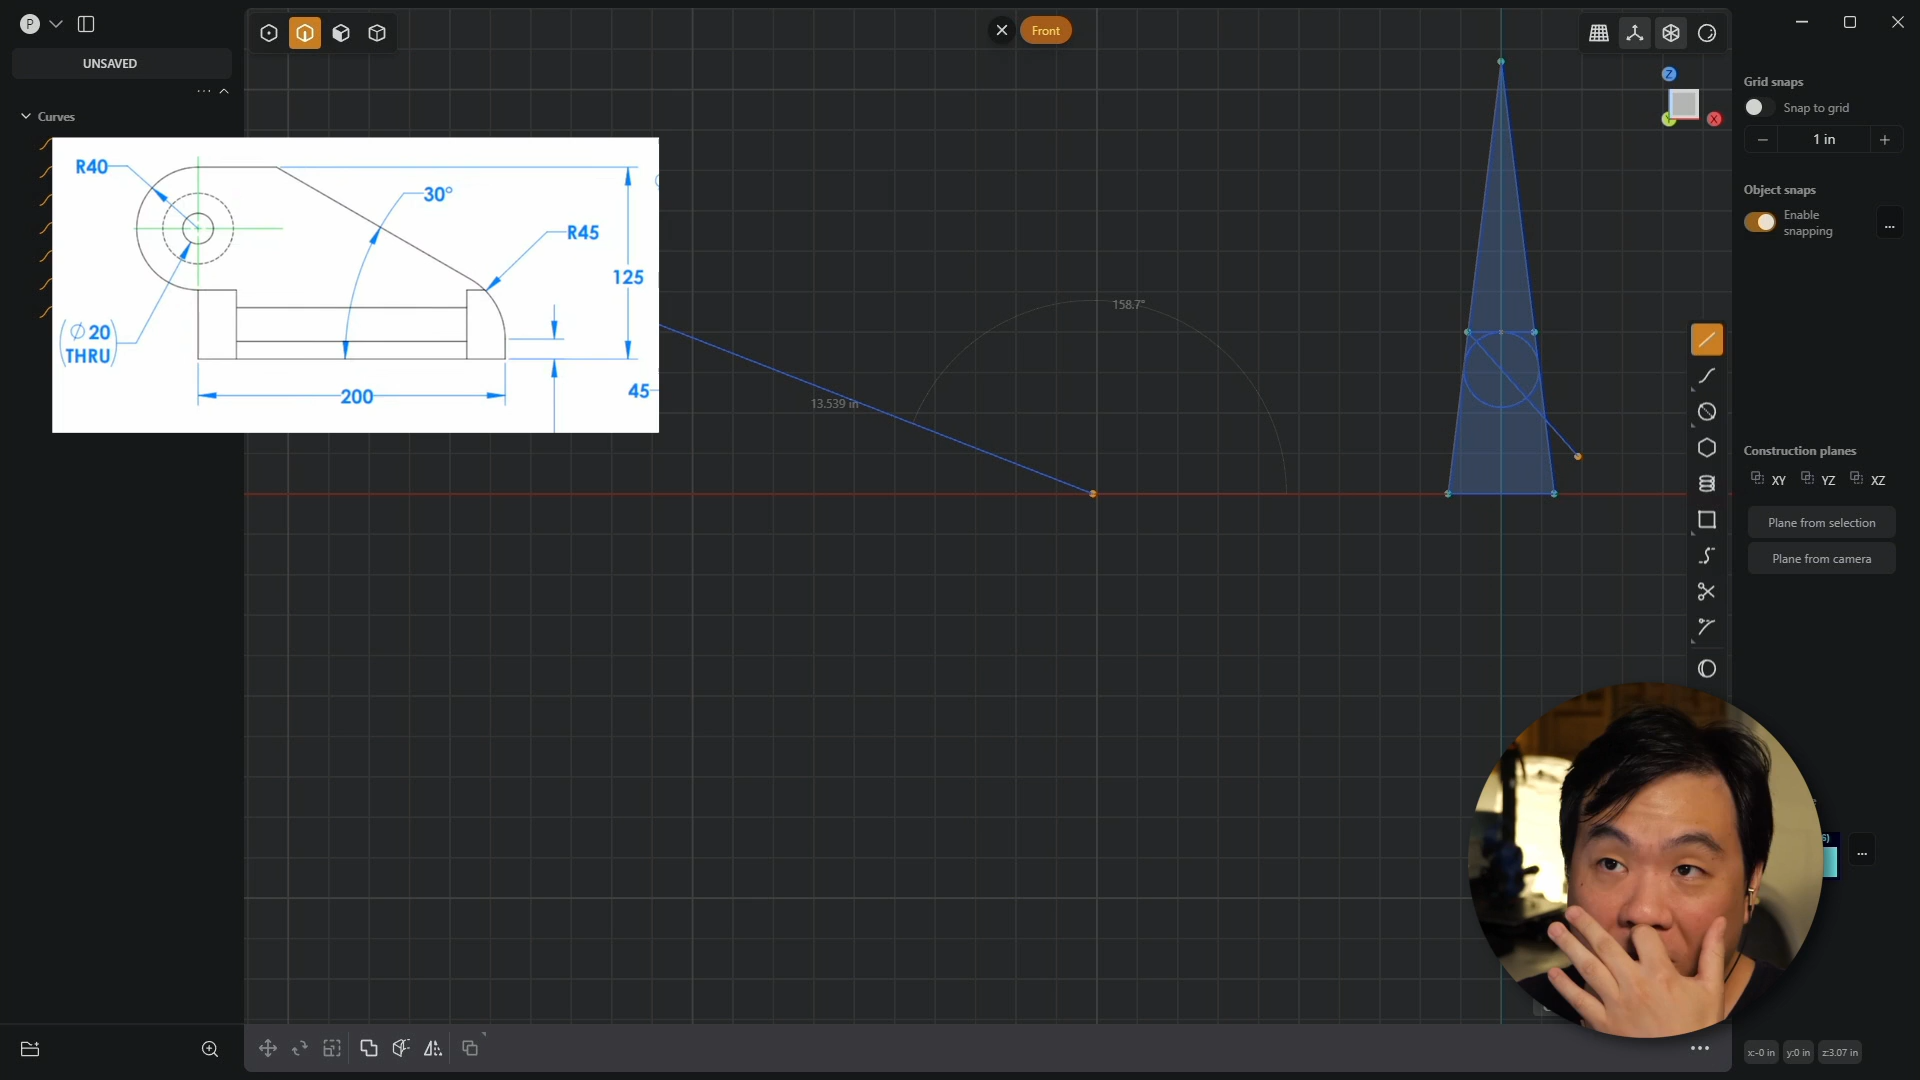 P
UNSAVED
Curves
R40
30°
R45
125
Ø 20
THRU
200
45
Front
158.7°
13.539 in
Z
Y
X
Grid snaps
Snap to grid
1 in
Object snaps
Enable
snapping
...
Construction planes
XY
YZ
XZ
Plane from selection
Plane from camera
...
x:-0 in
y:0 in
z:3.07 in